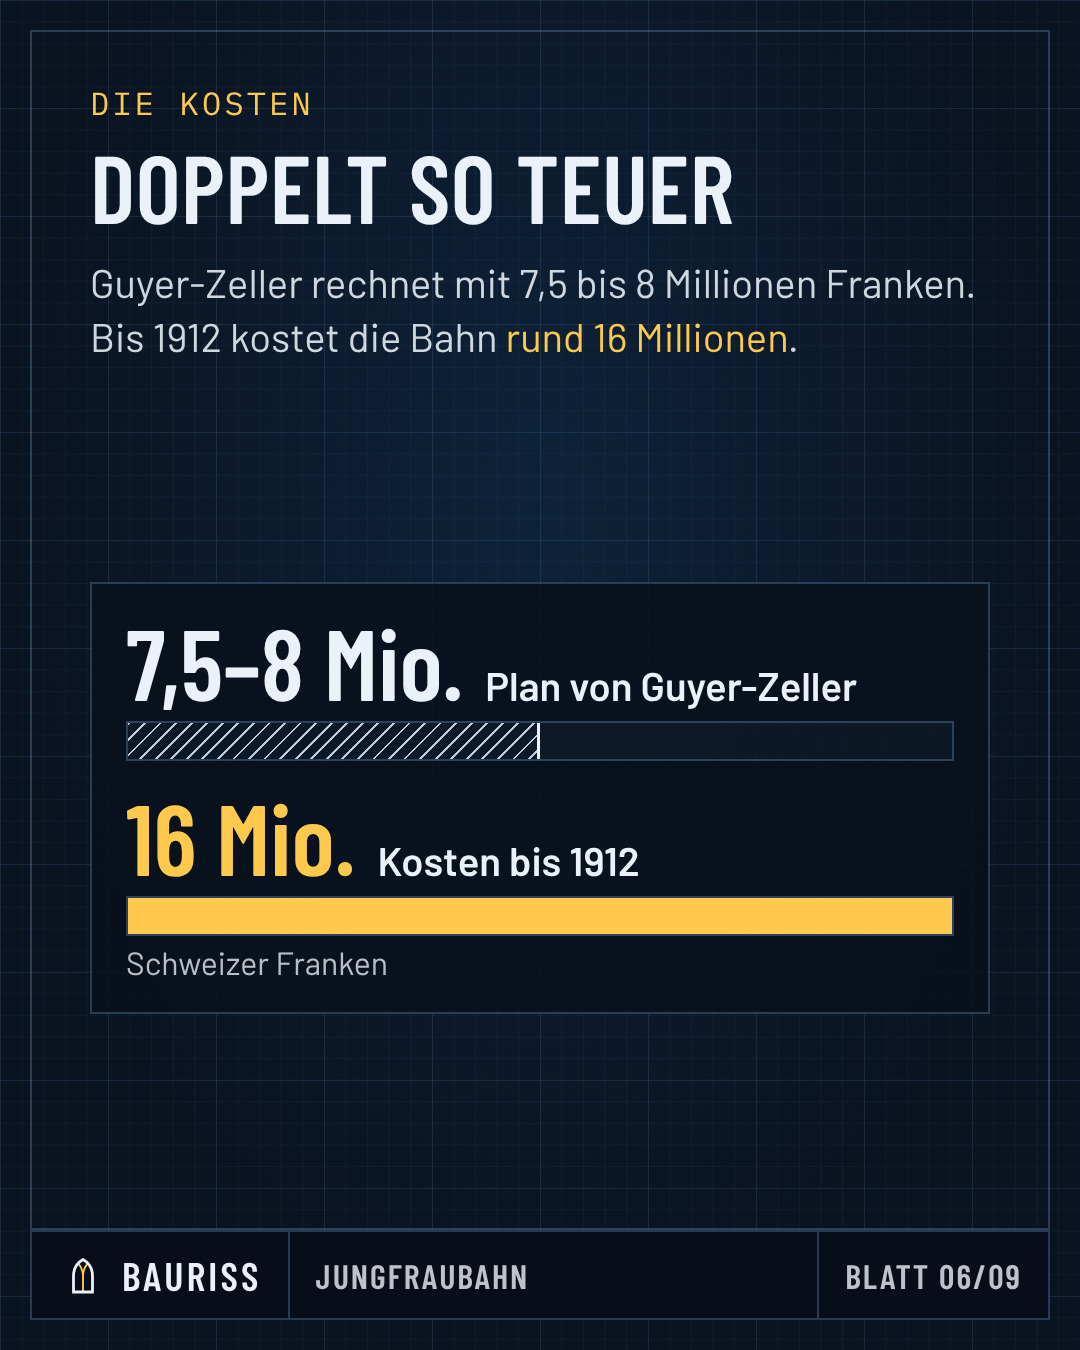 DIE KOSTEN
DOPPELT SO TEUER
Guyer-Zeller rechnet mit 7,5 bis 8 Millionen Franken.
Bis 1912 kostet die Bahn rund 16 Millionen.
7,5–8 Mio. Plan von Guyer-Zeller
16 Mio. Kosten bis 1912
Schweizer Franken
BAURISS JUNGFRAUBAHN BLATT 06/09